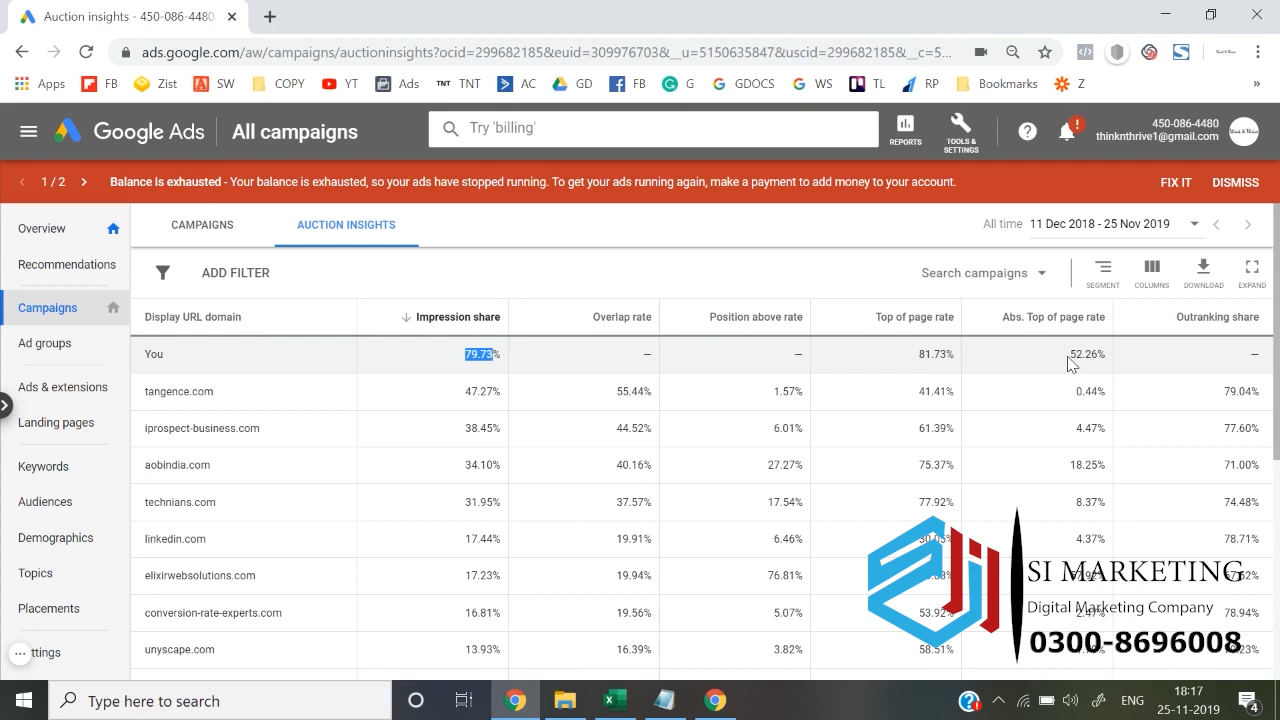 Auction insights - 450-086-4480
ads.google.com/aw/campaigns/auctioninsights?ocid=299682185&euid=309976703&__u=5150635847&uscid=299682185&__c=5...
Apps FB Zist SW COPY YT Ads TNT TNT AC GD FB G GDOCS WS TL RP Bookmarks Z »
Google Ads All campaigns Try 'billing' REPORTS TOOLS & SETTINGS 450-086-4480
thinknthrive1@gmail.com
1 / 2 Balance is exhausted - Your balance is exhausted, so your ads have stopped running. To get your ads running again, make a payment to add money to your account. FIX IT DISMISS
Overview
Recommendations
Campaigns
Ad groups
Ads & extensions
Landing pages
Keywords
Audiences
Demographics
Topics
Placements
ttings
CAMPAIGNS AUCTION INSIGHTS All time 11 Dec 2018 - 25 Nov 2019
ADD FILTER Search campaigns SEGMENT COLUMNS DOWNLOAD EXPAND
Display URL domain Impression share Overlap rate Position above rate Top of page rate Abs. Top of page rate Outranking share
You 79.73% — — 81.73% 52.26% —
tangence.com 47.27% 55.44% 1.57% 41.41% 0.44% 79.04%
iprospect-business.com 38.45% 44.52% 6.01% 61.39% 4.47% 77.60%
aobindia.com 34.10% 40.16% 27.27% 75.37% 18.25% 71.00%
technians.com 31.95% 37.57% 17.54% 77.92% 8.37% 74.48%
linkedin.com 17.44% 19.91% 6.46% 4.37% 78.71%
elixirwebsolutions.com 17.23% 19.94% 76.81%
conversion-rate-experts.com 16.81% 19.56% 5.07% 53.92% 2.47% 78.94%
unyscape.com 13.93% 16.39% 3.82% 58.51%
SI MARKETING
Digital Marketing Company
0300-8696008
Type here to search ENG 18:17
25-11-2019 4